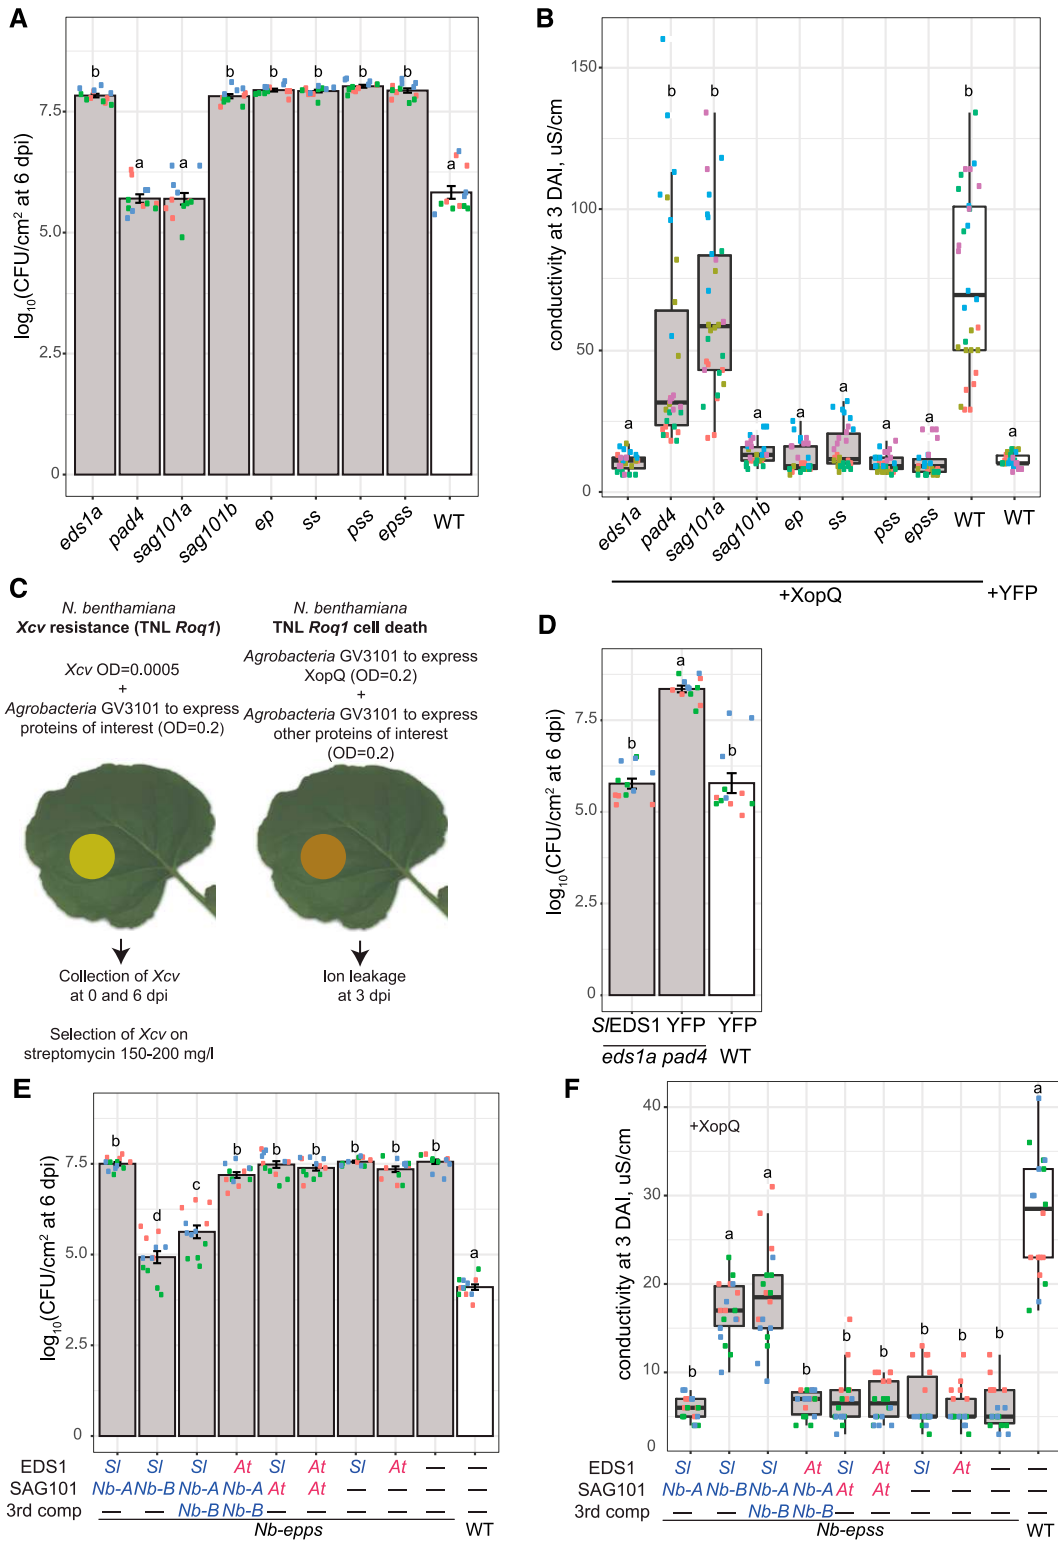 A
log10(CFU/cm2 at 6 dpi)
7.5
5.0
2.5
0
b
a
a
b
b
b
b
b
a
eds1a
pad4
sag101a
sag101b
ep
ss
pss
epss
WT
B
conductivity at 3 DAI, uS/cm
150
100
50
0
a
b
b
a
a
a
a
a
b
a
eds1a
pad4
sag101a
sag101b
ep
ss
pss
epss
WT
WT
+XopQ
+YFP
C
N. benthamiana
Xcv resistance (TNL Roq1)
Xcv OD=0.0005
+
Agrobacteria GV3101 to express
proteins of interest (OD=0.2)
Collection of Xcv
at 0 and 6 dpi
Selection of Xcv on
streptomycin 150-200 mg/l
N. benthamiana
TNL Roq1 cell death
Agrobacteria GV3101 to express
XopQ (OD=0.2)
+
Agrobacteria GV3101 to express
other proteins of interest
(OD=0.2)
Ion leakage
at 3 dpi
D
log10(CFU/cm2 at 6 dpi)
7.5
5.0
2.5
0
b
a
b
SlEDS1 YFP YFP
eds1a pad4 WT
E
log10(CFU/cm2 at 6 dpi)
7.5
5.0
2.5
0
b
d
c
b
b
b
b
b
b
a
EDS1 Sl Sl Sl At Sl At Sl At — —
SAG101 Nb-A Nb-B Nb-A Nb-A At At — — — —
3rd comp — — Nb-B Nb-B — — — — — —
Nb-epps WT
F
+XopQ
conductivity at 3 DAI, uS/cm
40
30
20
10
0
b
a
a
b
b
b
b
b
b
a
EDS1 Sl Sl Sl At Sl At Sl At — —
SAG101 Nb-A Nb-B Nb-A Nb-A At At — — — —
3rd comp — — Nb-B Nb-B — — — — — —
Nb-epss WT